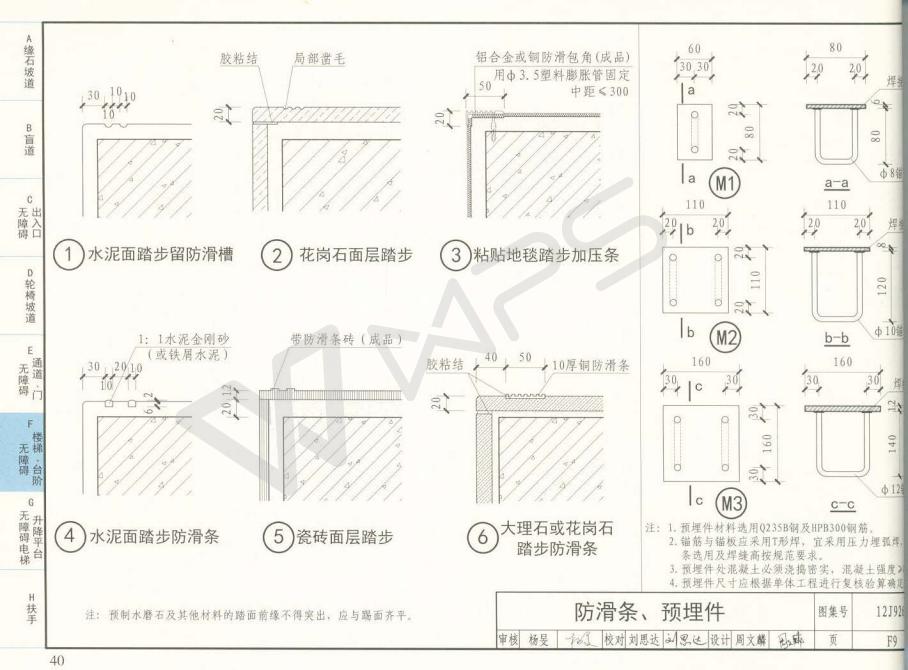 A
缘石坡道
B
盲道
C
无障碍
出入口
D
轮椅坡道
E
无障碍
通道·门
F
无障碍
楼梯·台阶
G
无障碍电梯
升降平台
H
扶手
30 10 10
10
① 水泥面踏步留防滑槽
胶粘结
局部凿毛
20
② 花岗石面层踏步
铝合金或铜防滑包角(成品)
用φ3.5塑料膨胀管固定
中距≤300
50
20
③ 粘贴地毯踏步加压条
1：1水泥金刚砂
(或铁屑水泥)
30 20 10
10
6 2
④ 水泥面踏步防滑条
带防滑条砖(成品)
20 12
⑤ 瓷砖面层踏步
胶粘结
40 50
10厚铜防滑条
20
⑥ 大理石或花岗石
踏步防滑条
60
30 30
a
20
80
20
a
M1
80
20 20
6
80
a-a
110
20 20
b
20
110
20
b
M2
110
20 20
8
120
b-b
160
30 30
c
30
160
30
c
M3
160
30 30
12
140
c-c
注：1. 预埋件材料选用Q235B钢及HPB300钢筋。
2. 锚筋与锚板应采用T形焊，宜采用压力埋弧焊,
条选用及焊缝高按规范要求。
3. 预埋件处混凝土必须浇捣密实，混凝土强度
4. 预埋件尺寸应根据单体工程进行复核验算确
注：预制水磨石及其他材料的踏面前缘不得突出，应与踢面齐平。
防滑条、预埋件
图集号
12J926
审核 杨旻 校对 刘思达 刘思达 设计 周文麟 页 F9
40
WPS